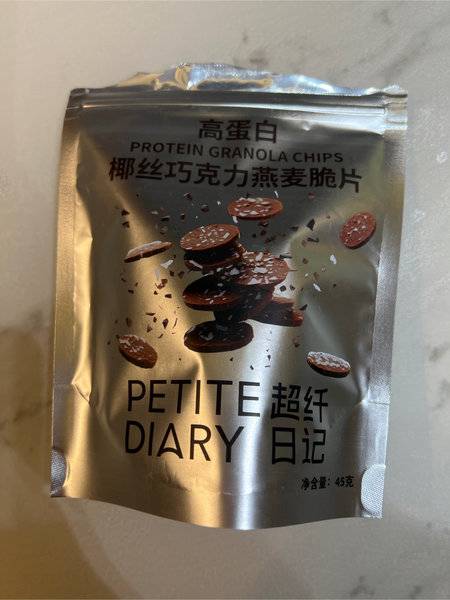 高蛋白
PROTEIN GRANOLA CHIPS
椰丝巧克力燕麦脆片
PETITE 超纤
DIARY 日记
净含量：45克